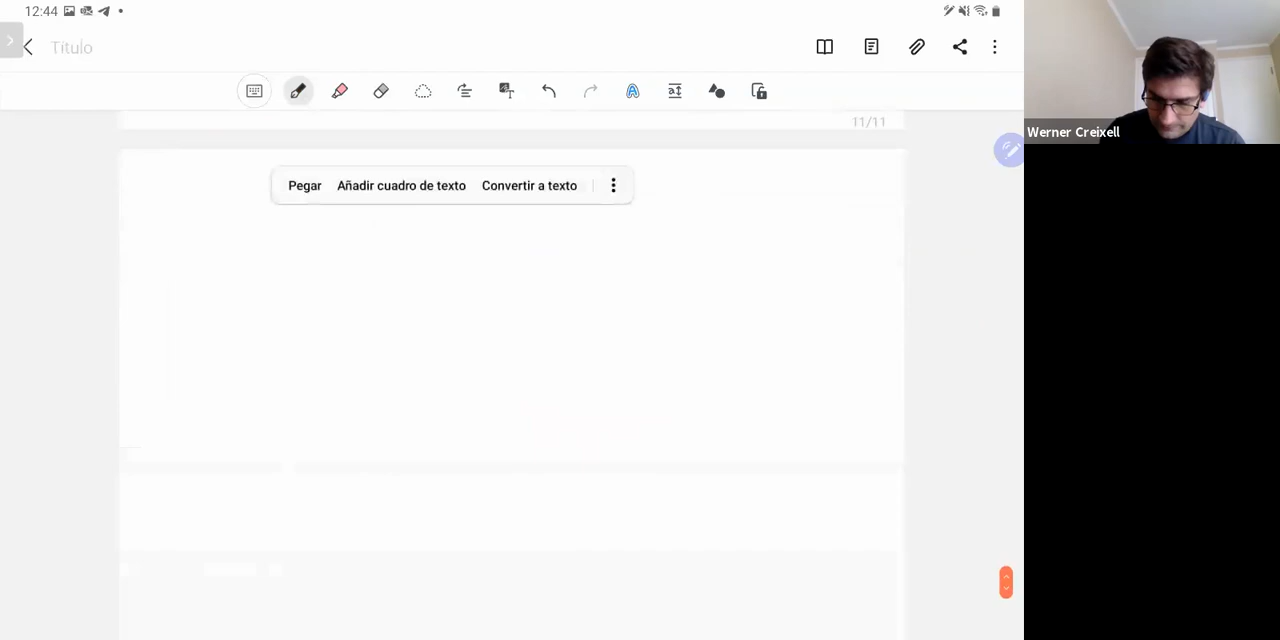 12:44
Título
11/11
Pegar Añadir cuadro de texto Convertir a texto
Werner Creixell